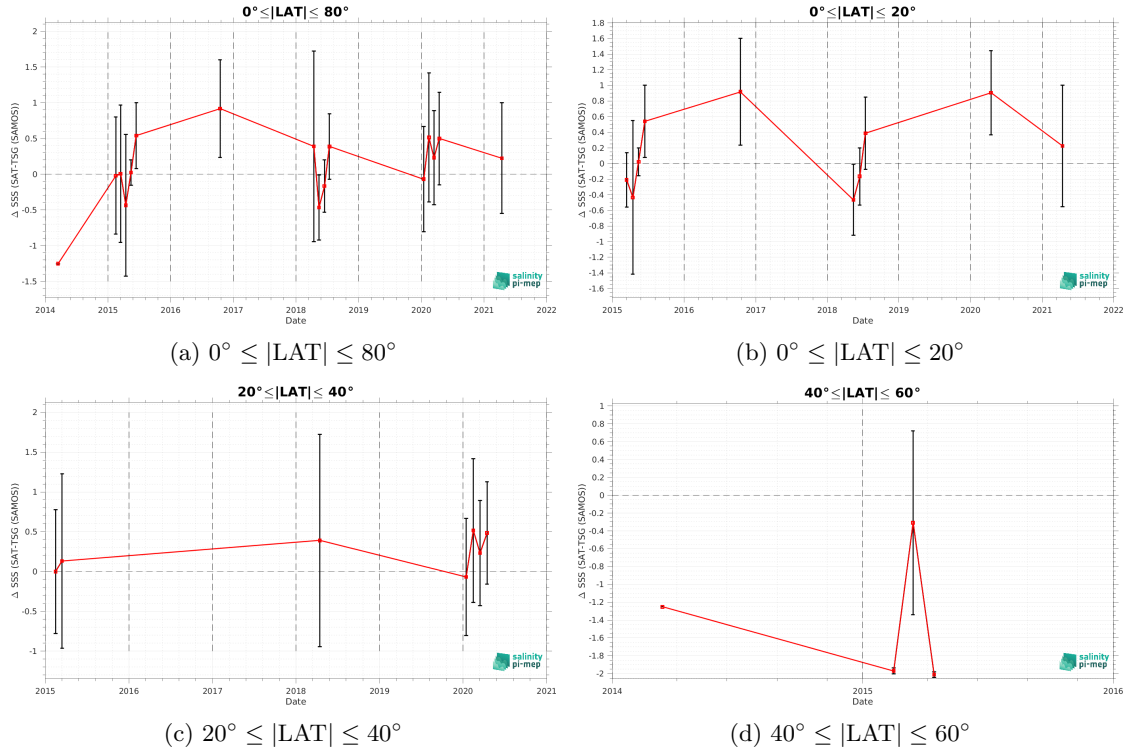 0°≤|LAT|≤ 80°
Δ SSS (SAT-TSG (SAMOS))
2
1.5
1
0.5
0
-0.5
-1
-1.5
2014 2015 2016 2017 2018 2019 2020 2021 2022
Date
salinity
pi-mep
(a) 0° ≤ |LAT| ≤ 80°
0°≤|LAT|≤ 20°
Δ SSS (SAT-TSG (SAMOS))
1.8
1.6
1.4
1.2
1
0.8
0.6
0.4
0.2
0
-0.2
-0.4
-0.6
-0.8
-1
-1.2
-1.4
-1.6
2015 2016 2017 2018 2019 2020 2021 2022
Date
salinity
pi-mep
(b) 0° ≤ |LAT| ≤ 20°
20°≤|LAT|≤ 40°
Δ SSS (SAT-TSG (SAMOS))
2
1.5
1
0.5
0
-0.5
-1
2015 2016 2017 2018 2019 2020 2021
Date
salinity
pi-mep
(c) 20° ≤ |LAT| ≤ 40°
40°≤|LAT|≤ 60°
Δ SSS (SAT-TSG (SAMOS))
1
0.8
0.6
0.4
0.2
0
-0.2
-0.4
-0.6
-0.8
-1
-1.2
-1.4
-1.6
-1.8
-2
2014 2015 2016
Date
salinity
pi-mep
(d) 40° ≤ |LAT| ≤ 60°